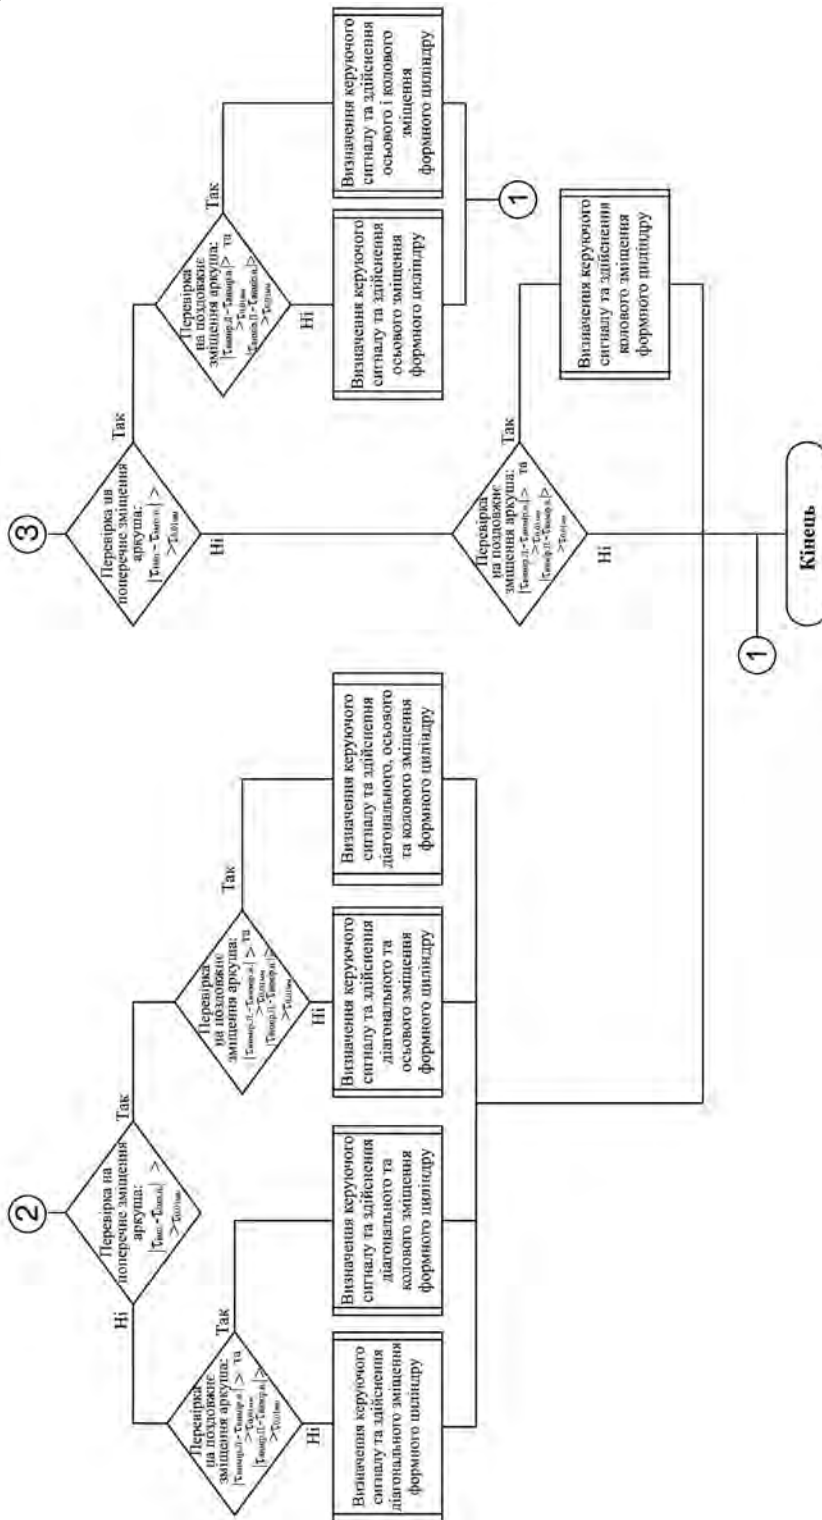 2
Перевірка на
поперечне зміщення
аркуша:
Ні
Так
Перевірка
на поздовжнє
зміщення аркуша:
та
Так
Ні
Визначення керуючого
сигналу та здійснення
діагонального зміщення
формного циліндру
Визначення керуючого
сигналу та здійснення
діагонального та
колового зміщення
формного циліндру
Перевірка
на поздовжнє
зміщення аркуша:
та
Так
Ні
Визначення керуючого
сигналу та здійснення
діагонального та
осьового зміщення
формного циліндру
Визначення керуючого
сигналу та здійснення
діагонального, осьового
та колового зміщення
формного циліндру
3
Перевірка ив
поперечне зміщення
аркуша:
Так
Ні
Перевірка
на поздовжнє
зміщення аркуша:
та
Так
Ні
Визначення керуючого
сигналу та здійснення
осьового зміщення
формного циліндру
Визначення керуючого
сигналу та здійснення
осьового і колового
зміщення
формного циліндру
1
Перевірка
на поздовжнє
зміщення аркуша:
та
Так
Ні
Визначення керуючого
сигналу та здійснення
колового зміщення
формного циліндру
1
Кінець